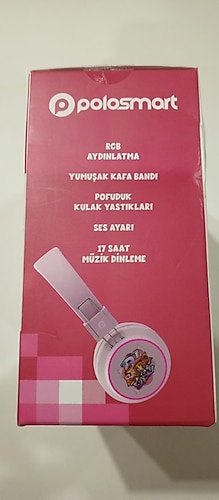 polosmart
RGB
AYDINLATMA
YUMUŞAK KAFA BANDI
POFUDUK
KULAK YASTIKLARI
SES AYARI
17 SAAT
MÜZİK DİNLEME